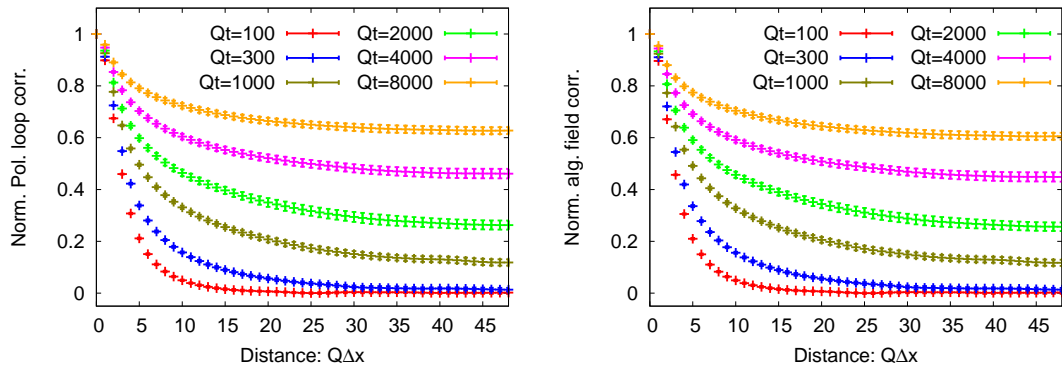 Norm. Pol. loop corr.
Qt=100 Qt=2000
Qt=300 Qt=4000
Qt=1000 Qt=8000
1
0.8
0.6
0.4
0.2
0
0 5 10 15 20 25 30 35 40 45
Distance: QΔx
Norm. alg. field corr.
Qt=100 Qt=2000
Qt=300 Qt=4000
Qt=1000 Qt=8000
1
0.8
0.6
0.4
0.2
0
0 5 10 15 20 25 30 35 40 45
Distance: QΔx